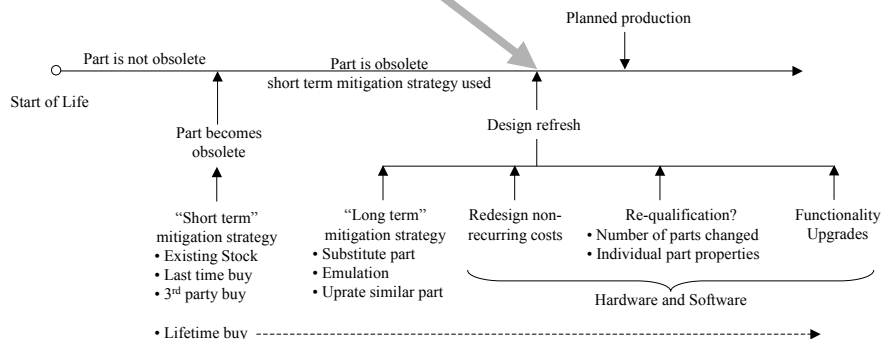 Planned production
Part is not obsolete
Part is obsolete
short term mitigation strategy used
Start of Life
Part becomes
obsolete
Design refresh
“Short term”
mitigation strategy
• Existing Stock
• Last time buy
• 3rd party buy
• Lifetime buy
“Long term”
mitigation strategy
• Substitute part
• Emulation
• Uprate similar part
Redesign non-
recurring costs
Re-qualification?
• Number of parts changed
• Individual part properties
Functionality
Upgrades
Hardware and Software